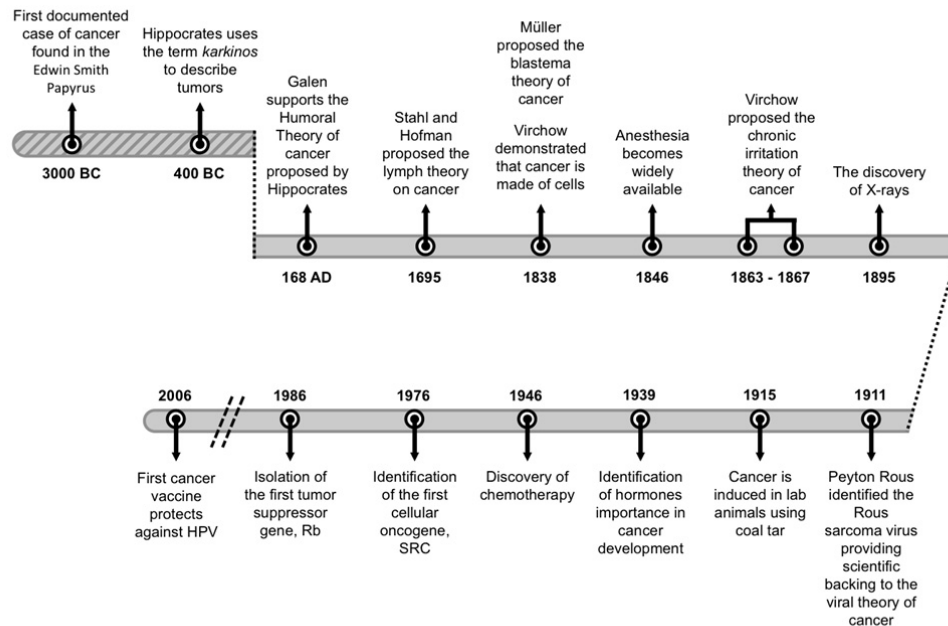 First documented
case of cancer
found in the
Edwin Smith
Papyrus
3000 BC
Hippocrates uses
the term karkinos
to describe
tumors
400 BC
Galen
supports the
Humoral
Theory of
cancer
proposed by
Hippocrates
168 AD
Stahl and
Hofman
proposed the
lymph theory
on cancer
1695
Müller
proposed the
blastema
theory of
cancer
Virchow
demonstrated
that cancer is
made of cells
1838
Anesthesia
becomes
widely
available
1846
Virchow
proposed the
chronic
irritation
theory of
cancer
1863 - 1867
The discovery
of X-rays
1895
1911
Peyton Rous
identified the
Rous
sarcoma virus
providing
scientific
backing to the
viral theory of
cancer
1915
Cancer is
induced in lab
animals using
coal tar
1939
Identification
of hormones
importance in
cancer
development
1946
Discovery of
chemotherapy
1976
Identification
of the first
cellular
oncogene,
SRC
1986
Isolation of
the first tumor
suppressor
gene, Rb
2006
First cancer
vaccine
protects
against HPV